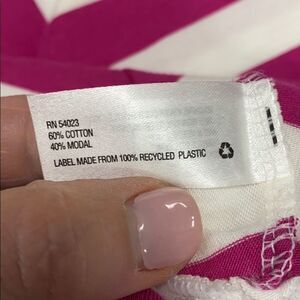 RN 54023
60% COTTON
40% MODAL
LABEL MADE FROM 100% RECYCLED PLASTIC